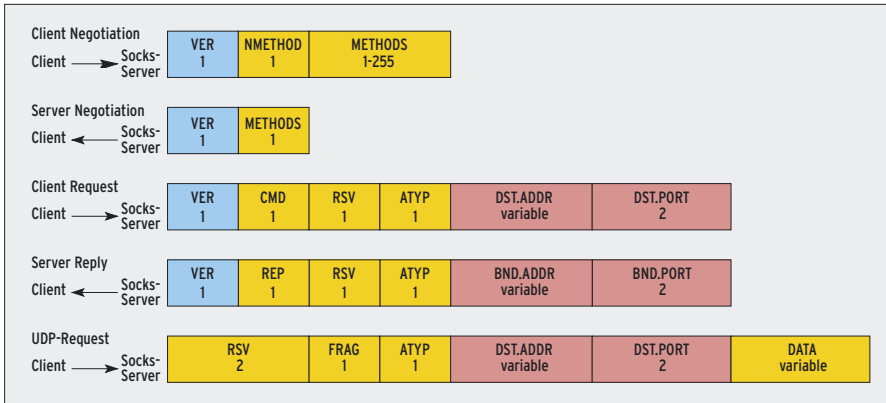 Client Negotiation
Client Socks-
Server
VER NMETHOD METHODS
1 1 1-255
Server Negotiation
Client Socks-
Server
VER METHODS
1 1
Client Request
Client Socks-
Server
VER CMD RSV ATYP DST.ADDR DST.PORT
1 1 1 1 variable 2
Server Reply
Client Socks-
Server
VER REP RSV ATYP BND.ADDR BND.PORT
1 1 1 1 variable 2
UDP-Request
Client Socks-
Server
RSV FRAG ATYP DST.ADDR DST.PORT DATA
2 1 1 variable 2 variable